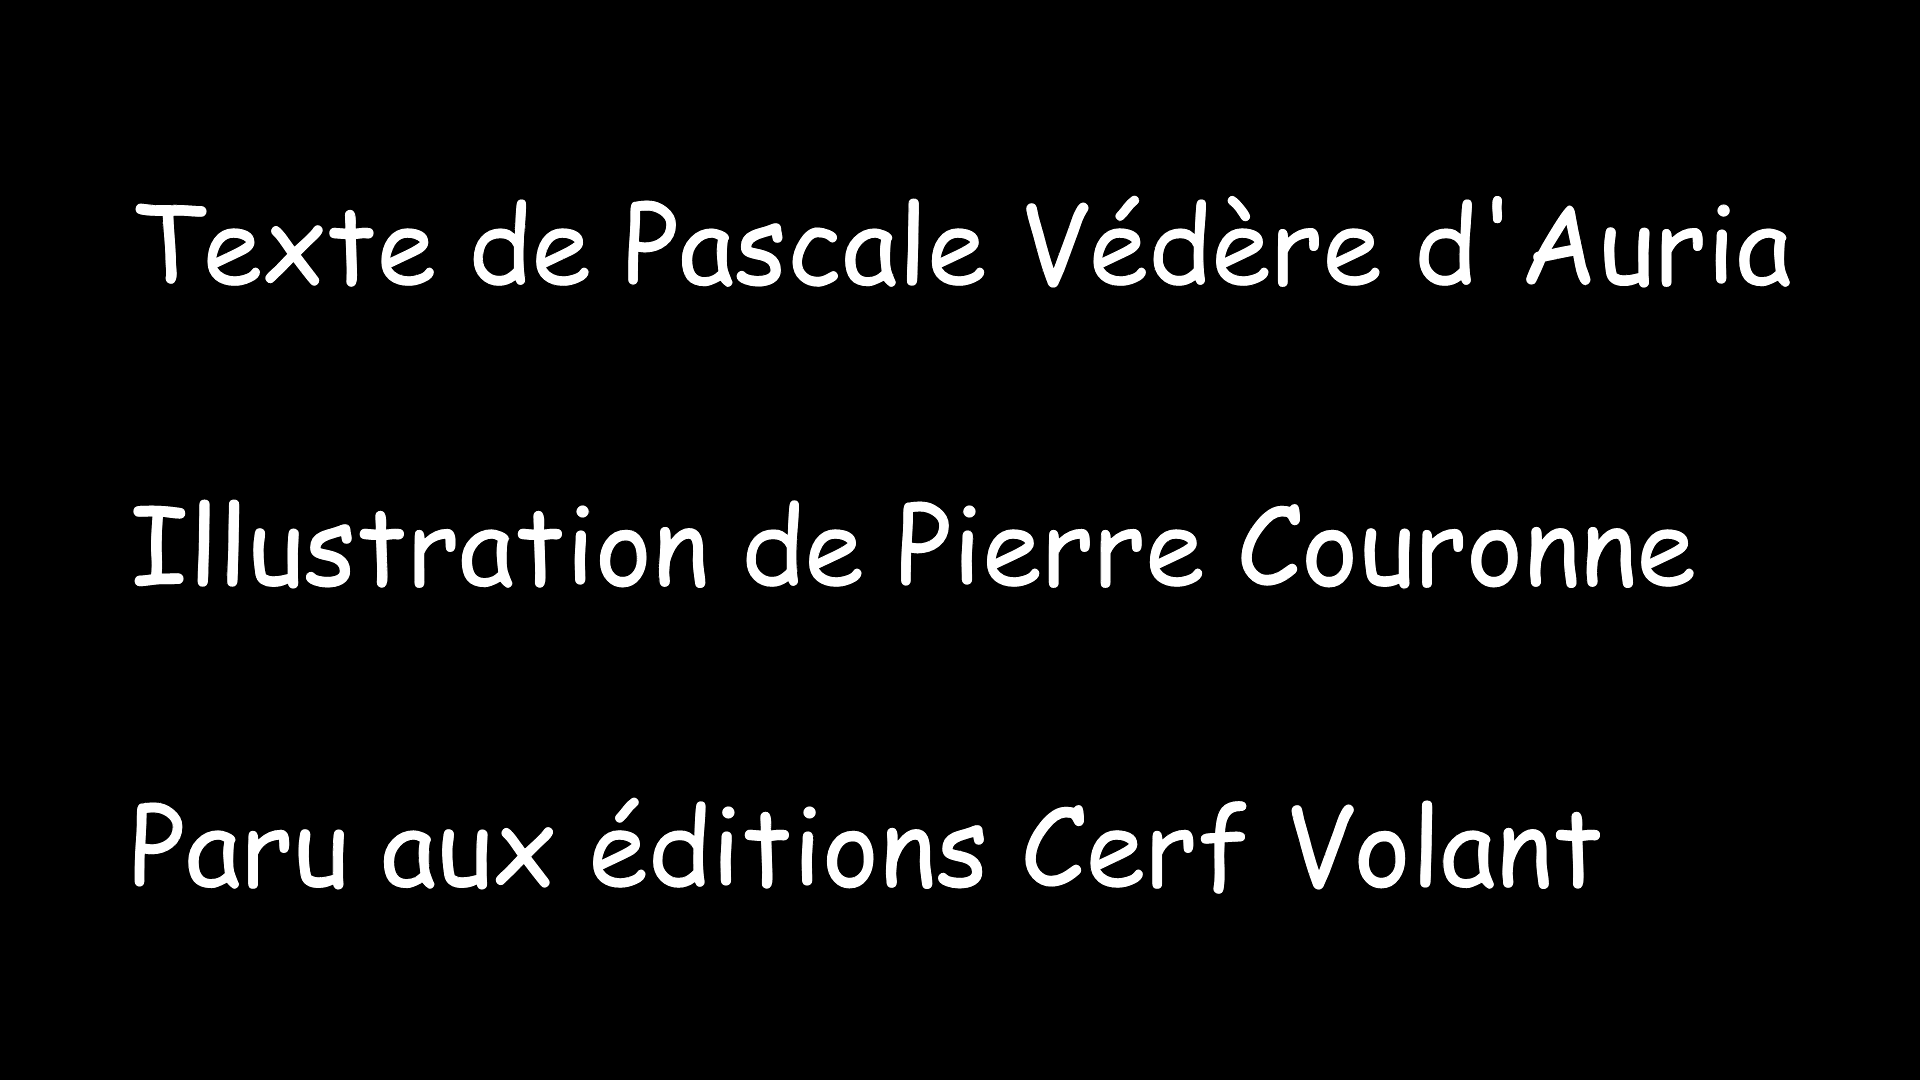 Texte de Pascale Védère d'Auria
Illustration de Pierre Couronne
Paru aux éditions Cerf Volant